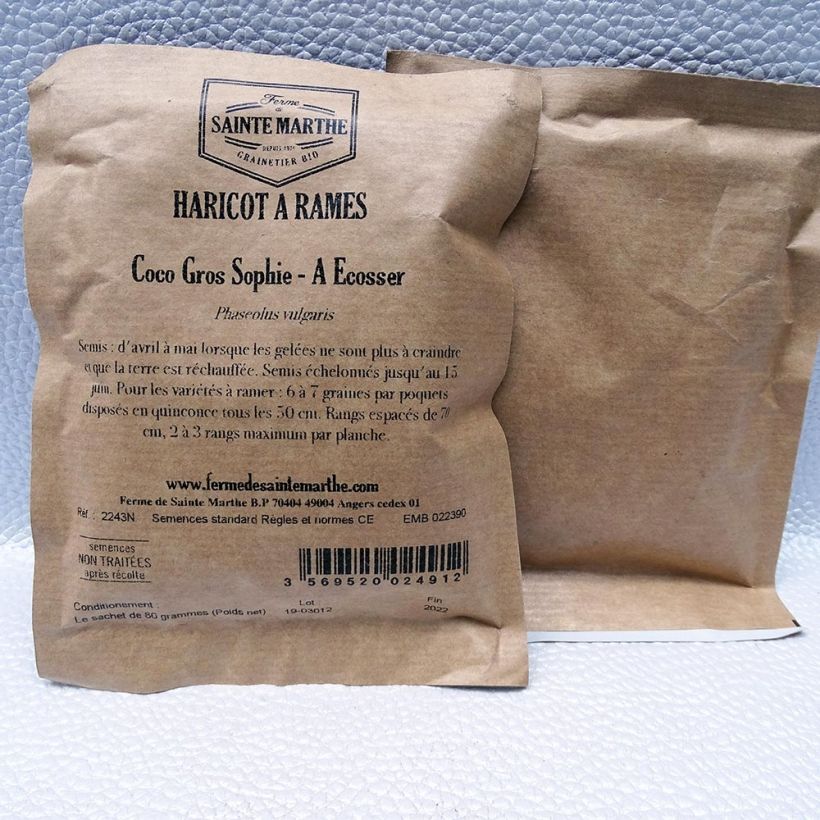 Ferme
de
SAINTE MARTHE
DEPUIS 1974
GRAINETIER BIO
HARICOT A RAMES
Coco Gros Sophie - A Ecosser
Phaseolus vulgaris
Semis : d'avril à mai lorsque les gelées ne sont plus à craindre
et que la terre est réchauffée. Semis échelonnés jusqu'au 15
juin. Pour les variétés à ramer : 6 à 7 graines par poquets
disposés en quinconce tous les 50 cm. Rangs espacés de 70
cm, 2 à 3 rangs maximum par planche.
www.fermedesaintemarthe.com
Ferme de Sainte Marthe B.P 70404 49004 Angers cedex 01
Réf : 2243N Semences standard Règles et normes CE EMB 022390
semences
NON TRAITÉES
après récolte
3 569520 024912
Conditionement :
Le sachet de 80 grammes (Poids net)
Lot
19-03012
Fin
2022